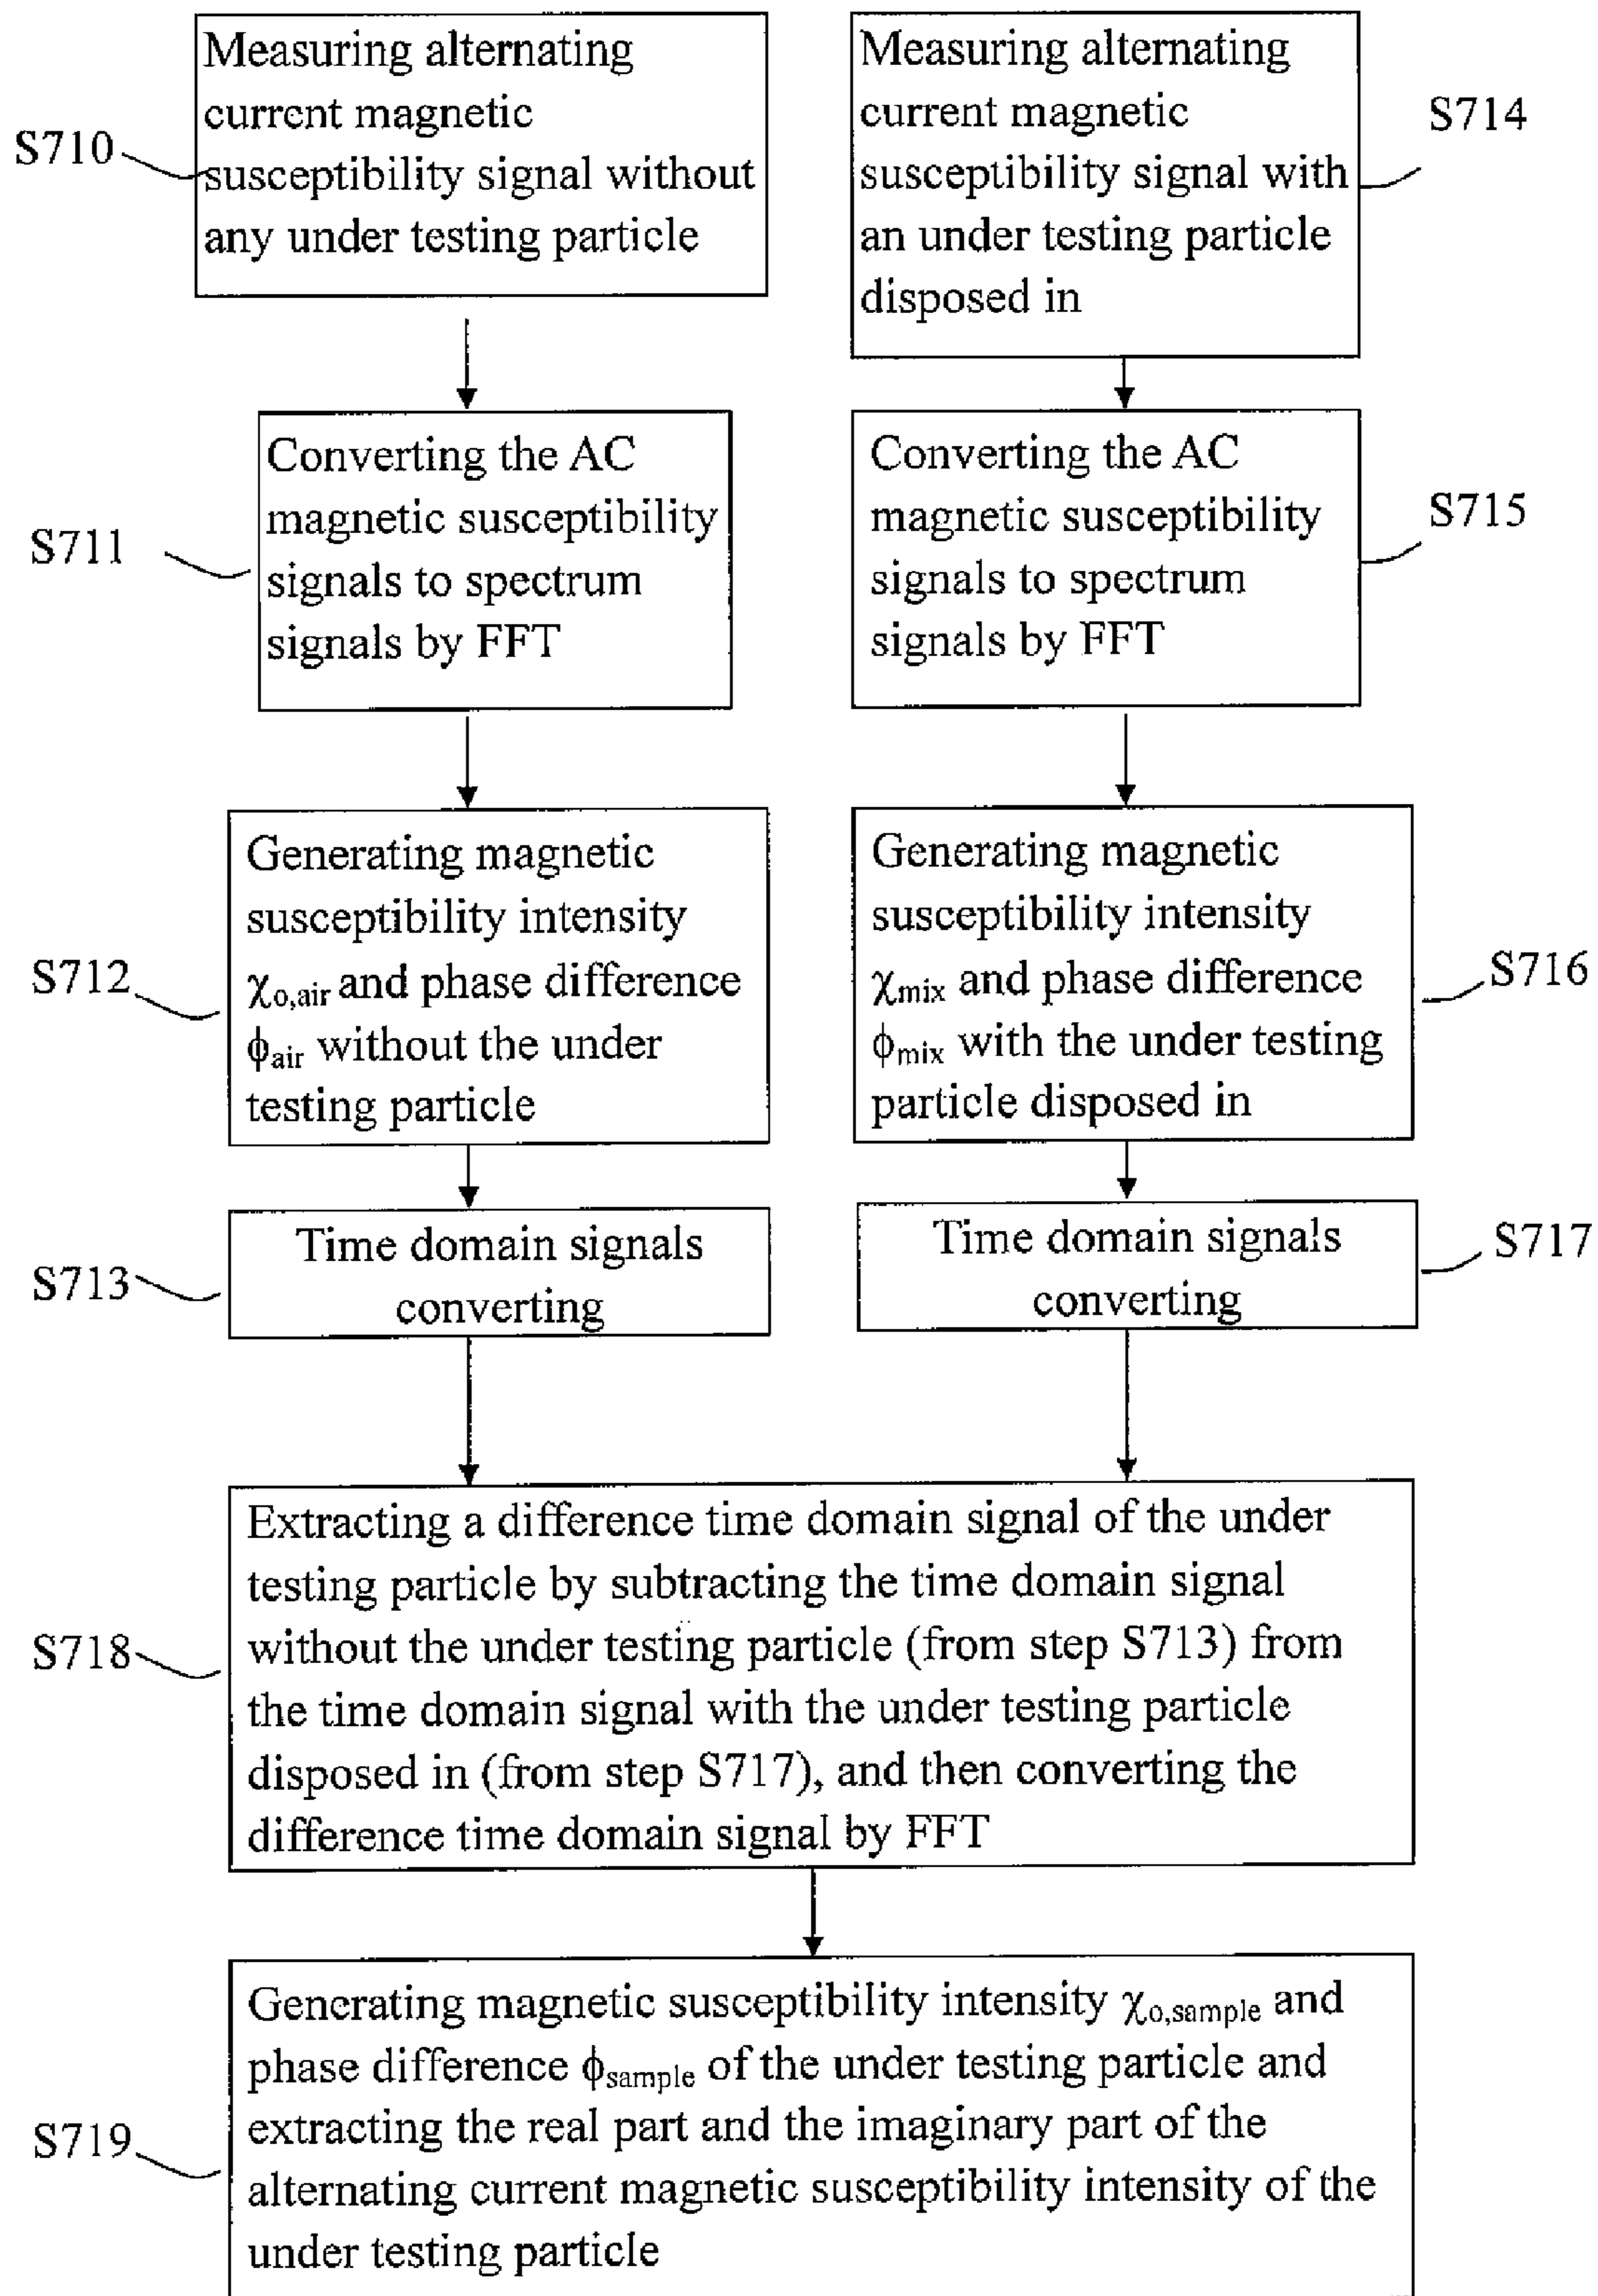 S710
Measuring alternating
current magnetic
susceptibility signal without
any under testing particle
Measuring alternating
current magnetic
susceptibility signal with
an under testing particle
disposed in
S714
S711
Converting the AC
magnetic susceptibility
signals to spectrum
signals by FFT
Converting the AC
magnetic susceptibility
signals to spectrum
signals by FFT
S715
S712
Generating magnetic
susceptibility intensity
χo,air and phase difference
ϕair without the under
testing particle
Generating magnetic
susceptibility intensity
χmix and phase difference
ϕmix with the under testing
particle disposed in
S716
S713
Time domain signals
converting
Time domain signals
converting
S717
S718
Extracting a difference time domain signal of the under
testing particle by subtracting the time domain signal
without the under testing particle (from step S713) from
the time domain signal with the under testing particle
disposed in (from step S717), and then converting the
difference time domain signal by FFT
S719
Generating magnetic susceptibility intensity χo,sample and
phase difference ϕsample of the under testing particle and
extracting the real part and the imaginary part of the
alternating current magnetic susceptibility intensity of the
under testing particle